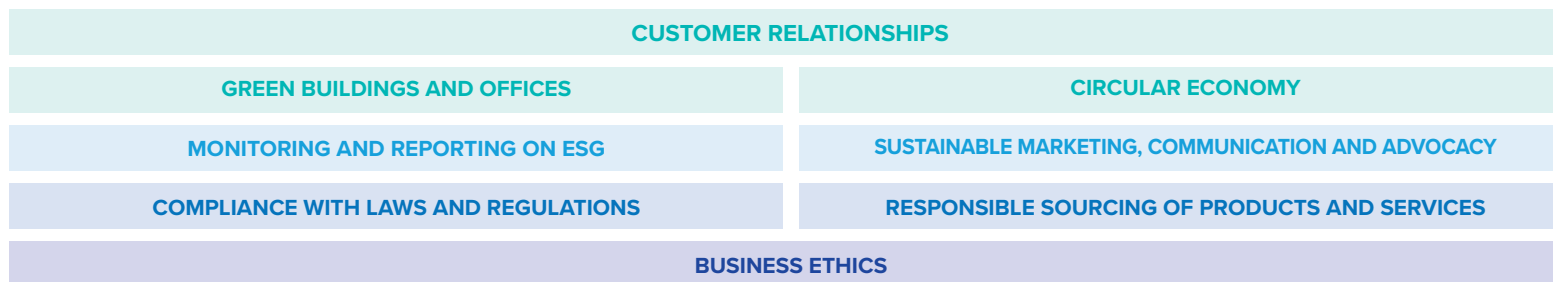 CUSTOMER RELATIONSHIPS
GREEN BUILDINGS AND OFFICES
CIRCULAR ECONOMY
MONITORING AND REPORTING ON ESG
SUSTAINABLE MARKETING, COMMUNICATION AND ADVOCACY
COMPLIANCE WITH LAWS AND REGULATIONS
RESPONSIBLE SOURCING OF PRODUCTS AND SERVICES
BUSINESS ETHICS